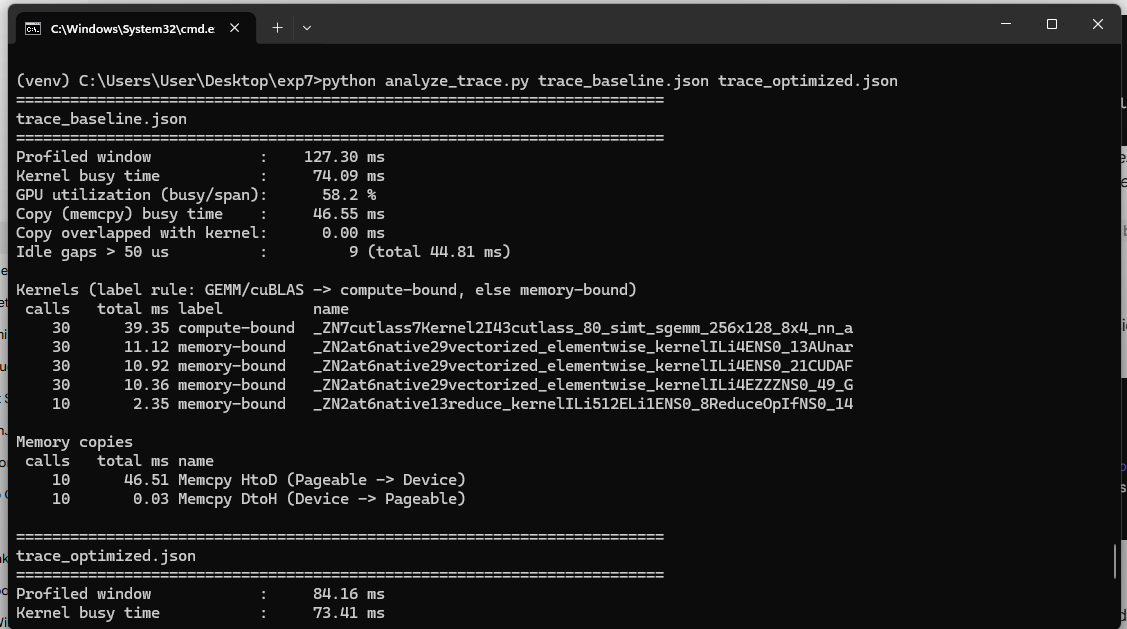 C:\Windows\System32\cmd.e
(venv) C:\Users\User\Desktop\exp7>python analyze_trace.py trace_baseline.json trace_optimized.json
========================================================================
trace_baseline.json
========================================================================
Profiled window            :    127.30 ms
Kernel busy time           :     74.09 ms
GPU utilization (busy/span):      58.2 %
Copy (memcpy) busy time    :     46.55 ms
Copy overlapped with kernel:      0.00 ms
Idle gaps > 50 us          :         9 (total 44.81 ms)
Kernels (label rule: GEMM/cuBLAS -> compute-bound, else memory-bound)
 calls   total ms label          name
    30      39.35 compute-bound  _ZN7cutlass7Kernel2I43cutlass_80_simt_sgemm_256x128_8x4_nn_a
    30      11.12 memory-bound   _ZN2at6native29vectorized_elementwise_kernelILi4ENS0_13AUnar
    30      10.92 memory-bound   _ZN2at6native29vectorized_elementwise_kernelILi4ENS0_21CUDAF
    30      10.36 memory-bound   _ZN2at6native29vectorized_elementwise_kernelILi4EZZZNS0_49_G
    10       2.35 memory-bound   _ZN2at6native13reduce_kernelILi512ELi1ENS0_8ReduceOpIfNS0_14
Memory copies
 calls   total ms name
    10      46.51 Memcpy HtoD (Pageable -> Device)
    10       0.03 Memcpy DtoH (Device -> Pageable)
========================================================================
trace_optimized.json
========================================================================
Profiled window            :     84.16 ms
Kernel busy time           :     73.41 ms